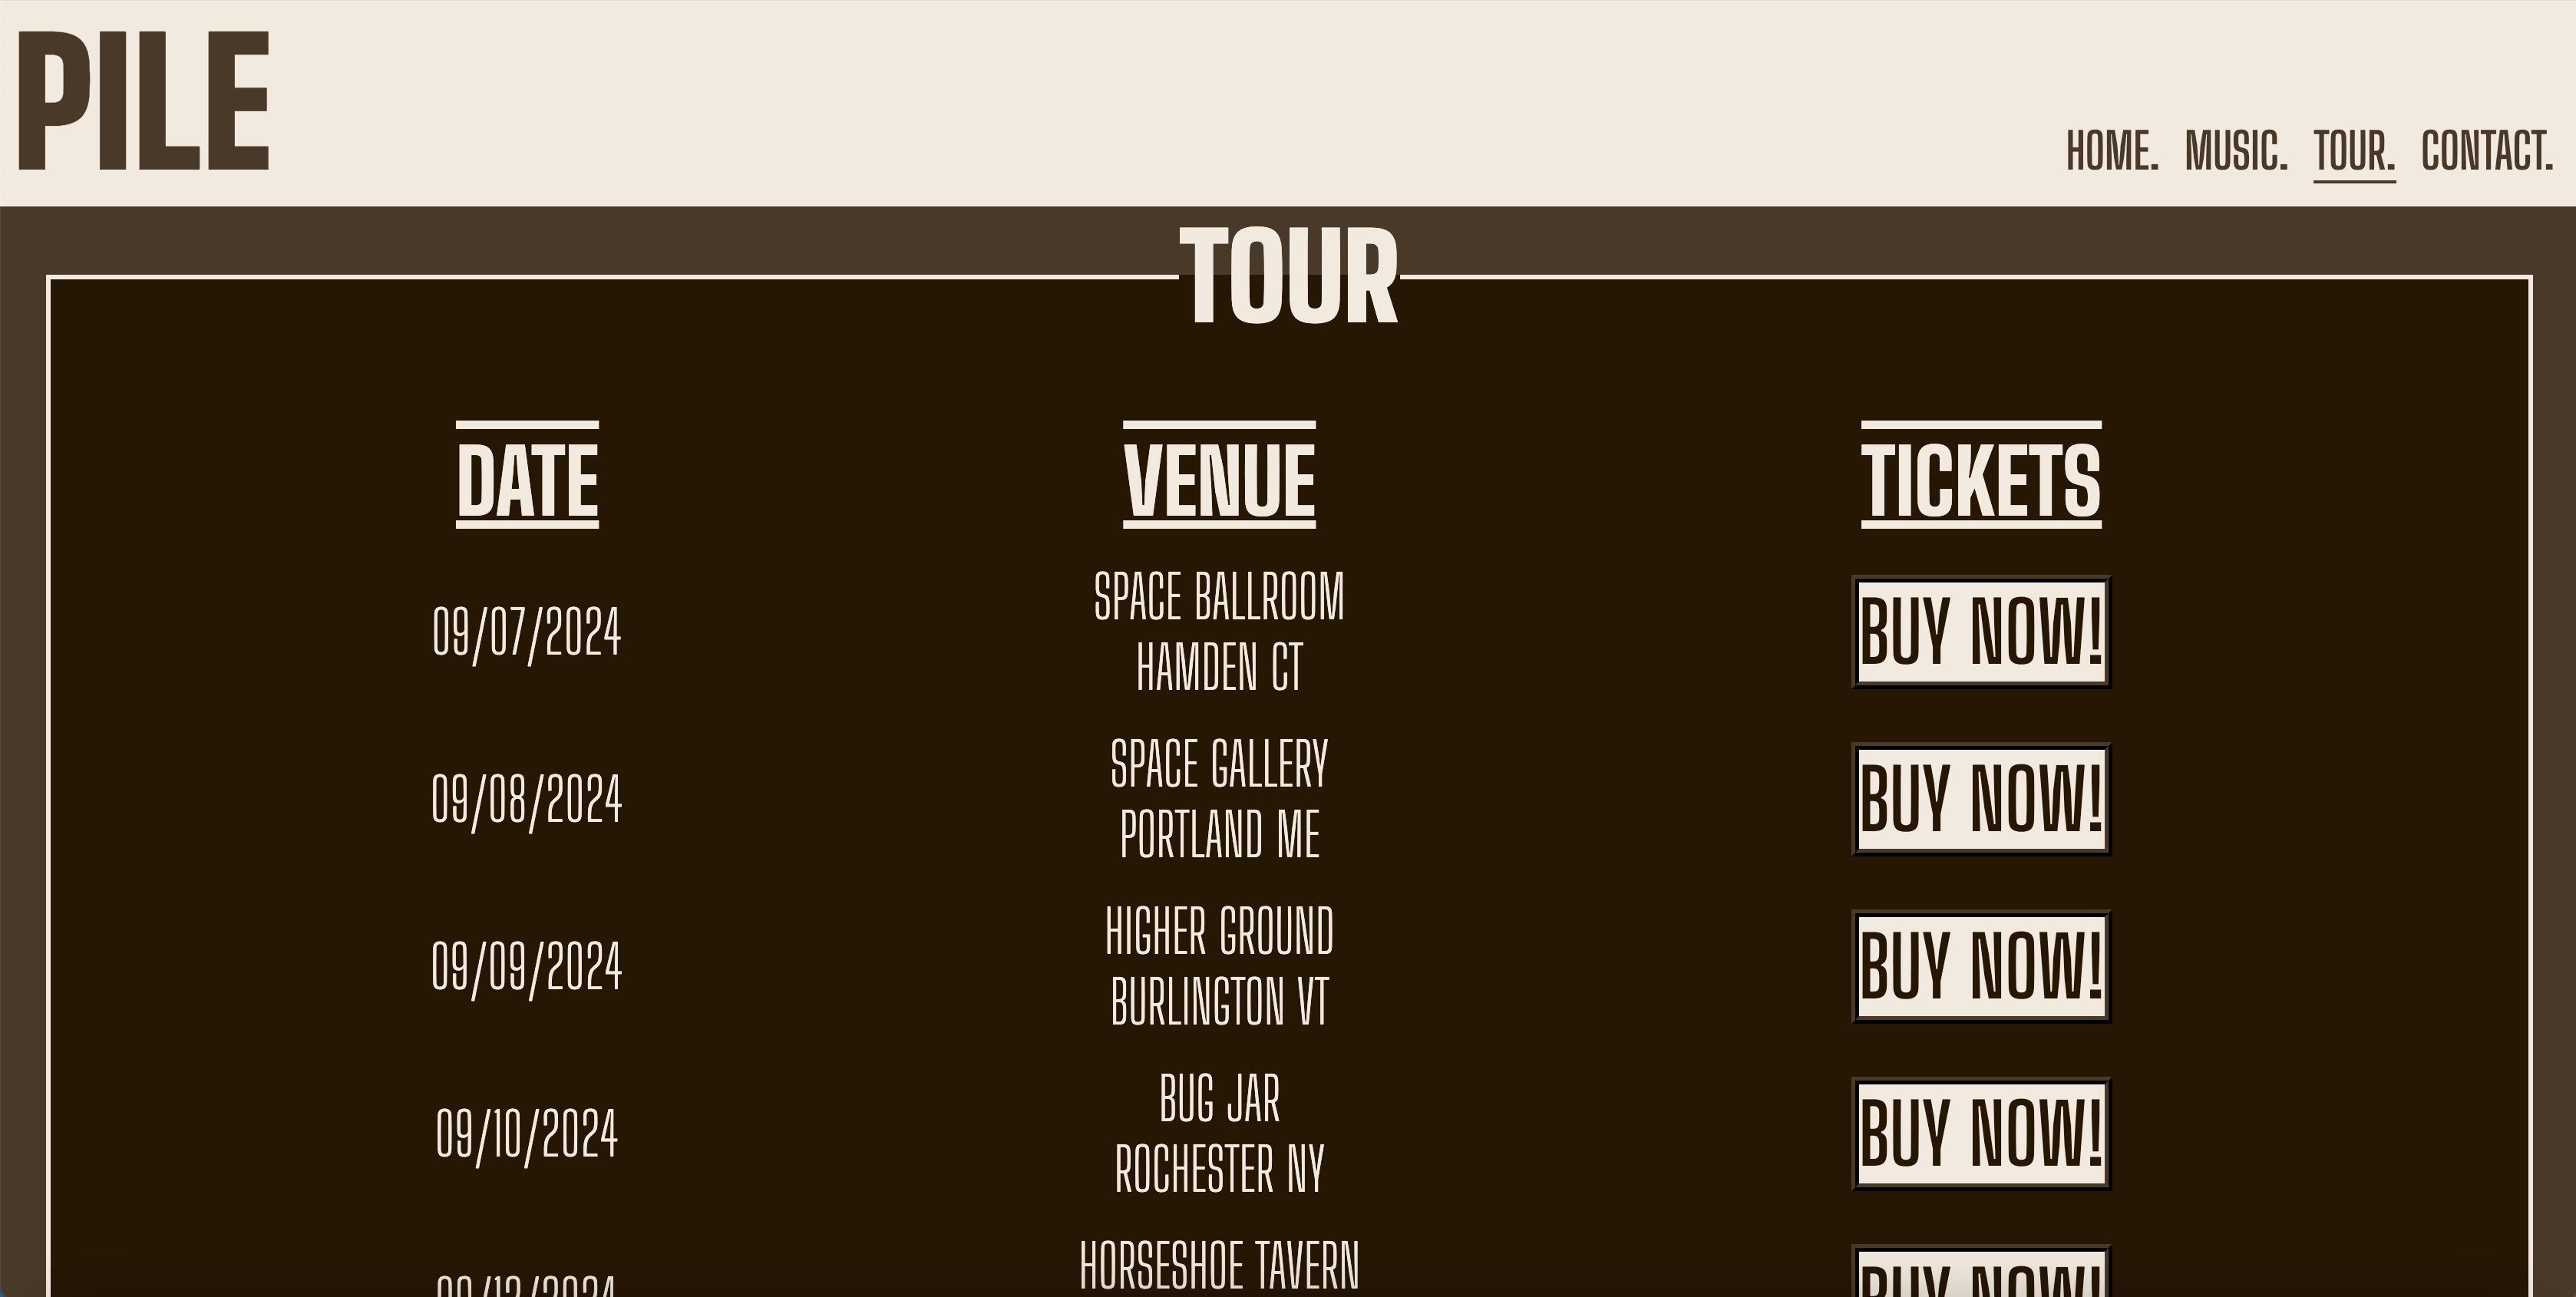 PILE
HOME. MUSIC. TOUR. CONTACT.
TOUR
DATE VENUE TICKETS
09/07/2024 SPACE BALLROOM HAMDEN CT BUY NOW!
09/08/2024 SPACE GALLERY PORTLAND ME BUY NOW!
09/09/2024 HIGHER GROUND BURLINGTON VT BUY NOW!
09/10/2024 BUG JAR ROCHESTER NY BUY NOW!
HORSESHOE TAVERN BUY NOW!